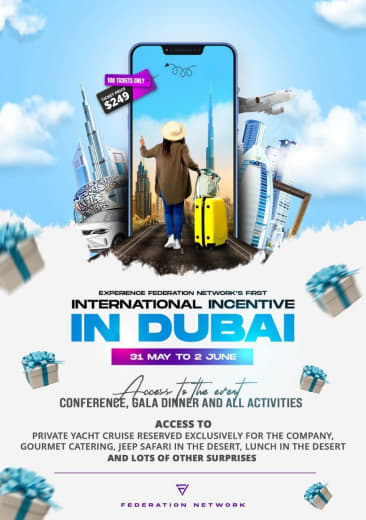 100 TICKETS ONLY
TICKET PRICE
$249
EXPERIENCE FEDERATION NETWORK'S FIRST
INTERNATIONAL INCENTIVE
IN DUBAI
31 MAY TO 2 JUNE
Access to the event
CONFERENCE, GALA DINNER AND ALL ACTIVITIES
ACCESS TO
PRIVATE YACHT CRUISE RESERVED EXCLUSIVELY FOR THE COMPANY,
GOURMET CATERING, JEEP SAFARI IN THE DESERT, LUNCH IN THE DESERT
AND LOTS OF OTHER SURPRISES
FEDERATION NETWORK